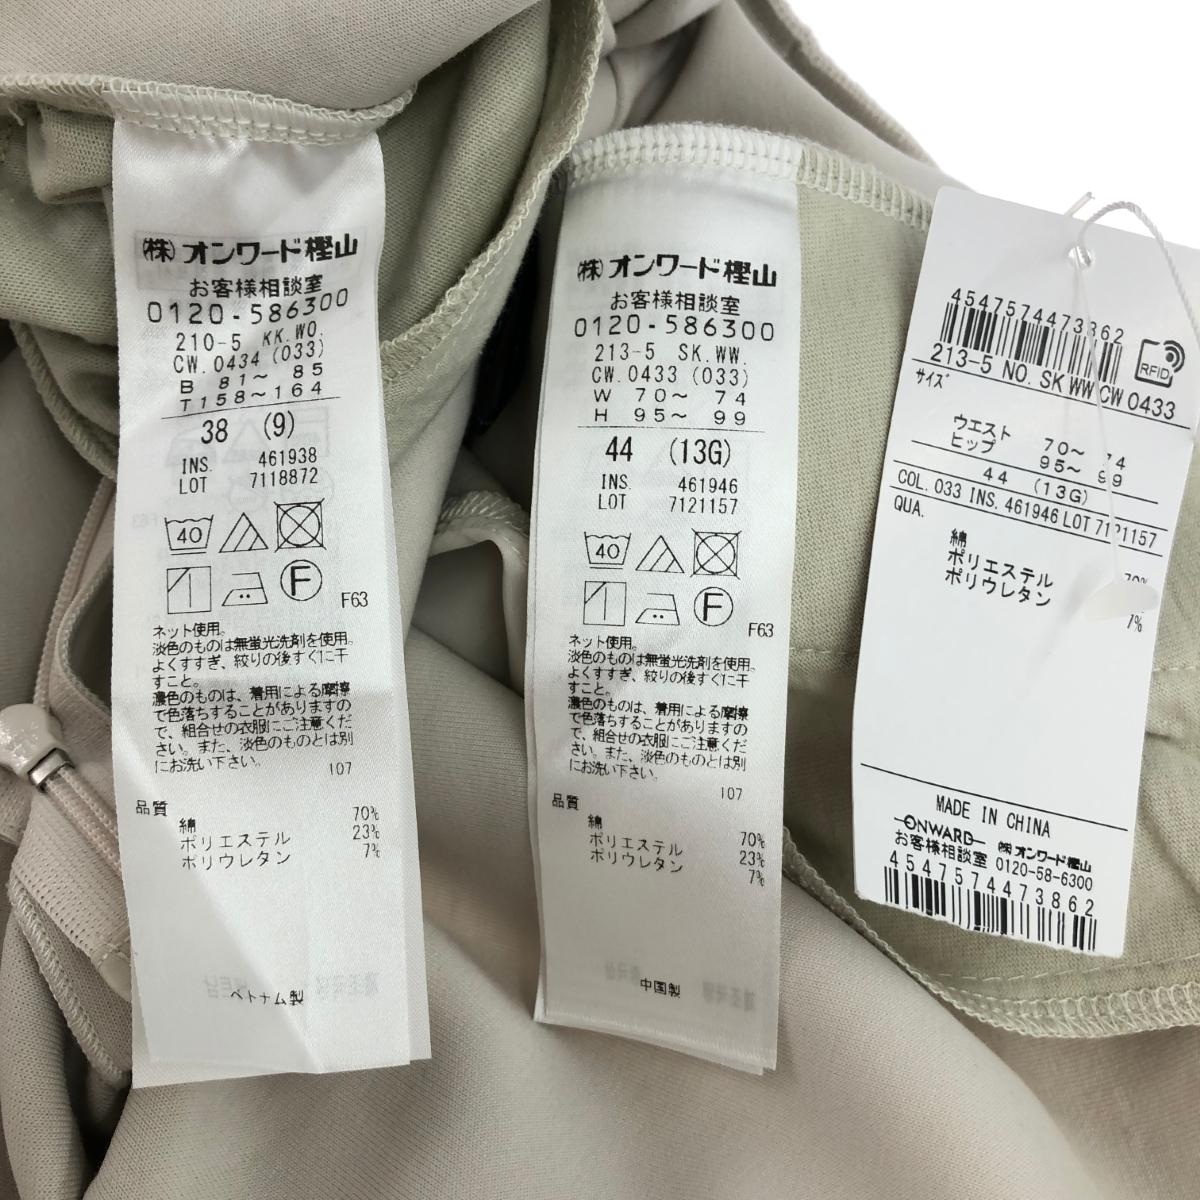 (株)オンワード樫山
お客様相談室
0120-586300
210-5 KK.WO.
CW.0434 (033)
B 81~ 85
T158~164
38 (9)
INS. 461938
LOT 7118872
40
F
F63
ネット使用。
淡色のものは無蛍光洗剤を使用。
よくすすぎ、絞りの後すぐに干
すこと。
濃色のものは、着用による摩擦
で色落ちすることがありますの
で、組合せの衣服にご注意くだ
さい。また、淡色のものとは別
にお洗い下さい。
107
品質
綿 70%
ポリエステル 23%
ポリウレタン 7%
ベトナム製
(株)オンワード樫山
お客様相談室
0120-586300
213-5 SK.WW.
CW.0433 (033)
W 70~ 74
H 95~ 99
44 (13G)
INS. 461946
LOT 7121157
40
F
F63
ネット使用。
淡色のものは無蛍光洗剤を使用。
よくすすぎ、絞りの後すぐに干
すこと。
濃色のものは、着用による摩擦
で色落ちすることがありますの
で、組合せの衣服にご注意くだ
さい。また、淡色のものとは別
にお洗い下さい。
107
品質
綿 70%
ポリエステル 23%
ポリウレタン 7%
中国製
4547574473862
RFID
213-5 NO. SK WW CW 0433
サイズ
ウエスト 70~ 74
ヒップ 95~ 99
44 (13G)
COL. 033 INS. 461946 LOT 7121157
QUA.
綿 70%
ポリエステル
ポリウレタン 7%
MADE IN CHINA
ONWARD ㈱オンワード樫山
お客様相談室 0120-58-6300
4547574473862